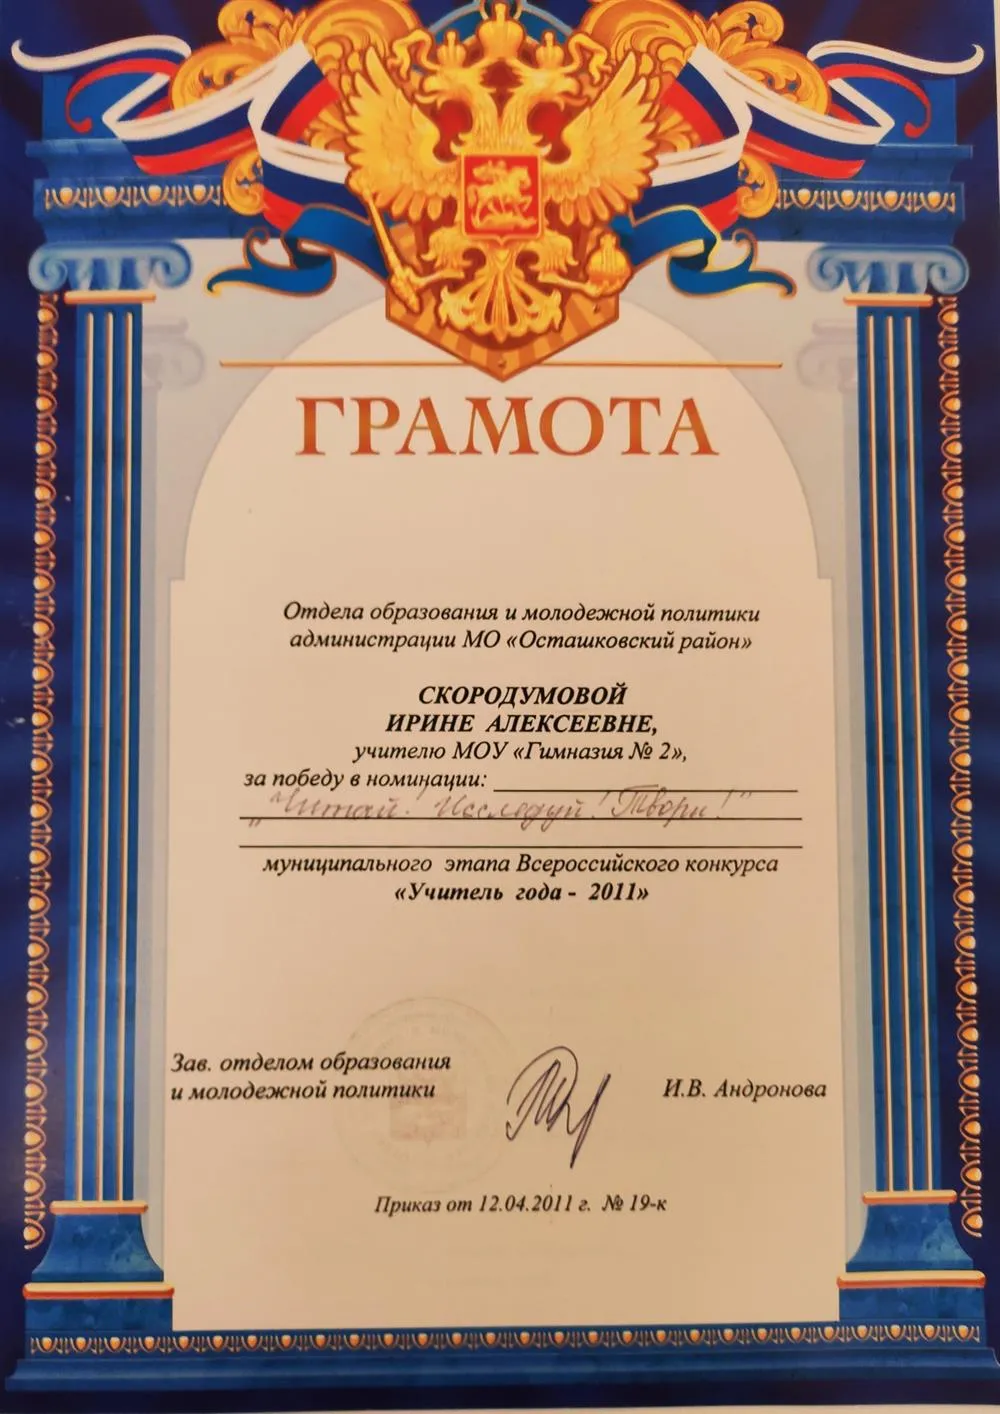 ГРАМОТА
Отдела образования и молодежной политики
администрации МО «Осташковский район»
СКОРОДУМОВОЙ
ИРИНЕ АЛЕКСЕЕВНЕ,
учителю МОУ «Гимназия № 2»,
за победу в номинации:
"Читай! Исследуй! Твори!"
муниципального этапа Всероссийского конкурса
«Учитель года - 2011»
Зав. отделом образования
и молодежной политики
И.В. Андронова
Приказ от 12.04.2011 г. № 19-к